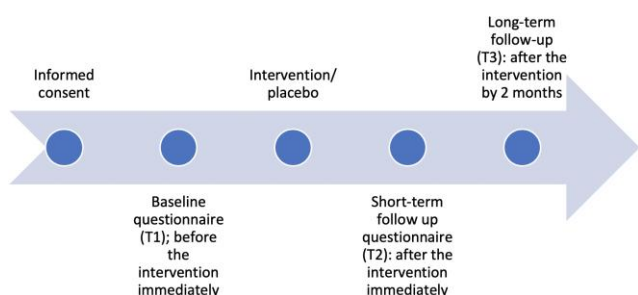 Informed
consent
Baseline
questionnaire
(T1); before
the
intervention
immediately
Intervention/
placebo
Short-term
follow up
questionnaire
(T2): after the
intervention
immediately
Long-term
follow-up
(T3): after the
intervention
by 2 months